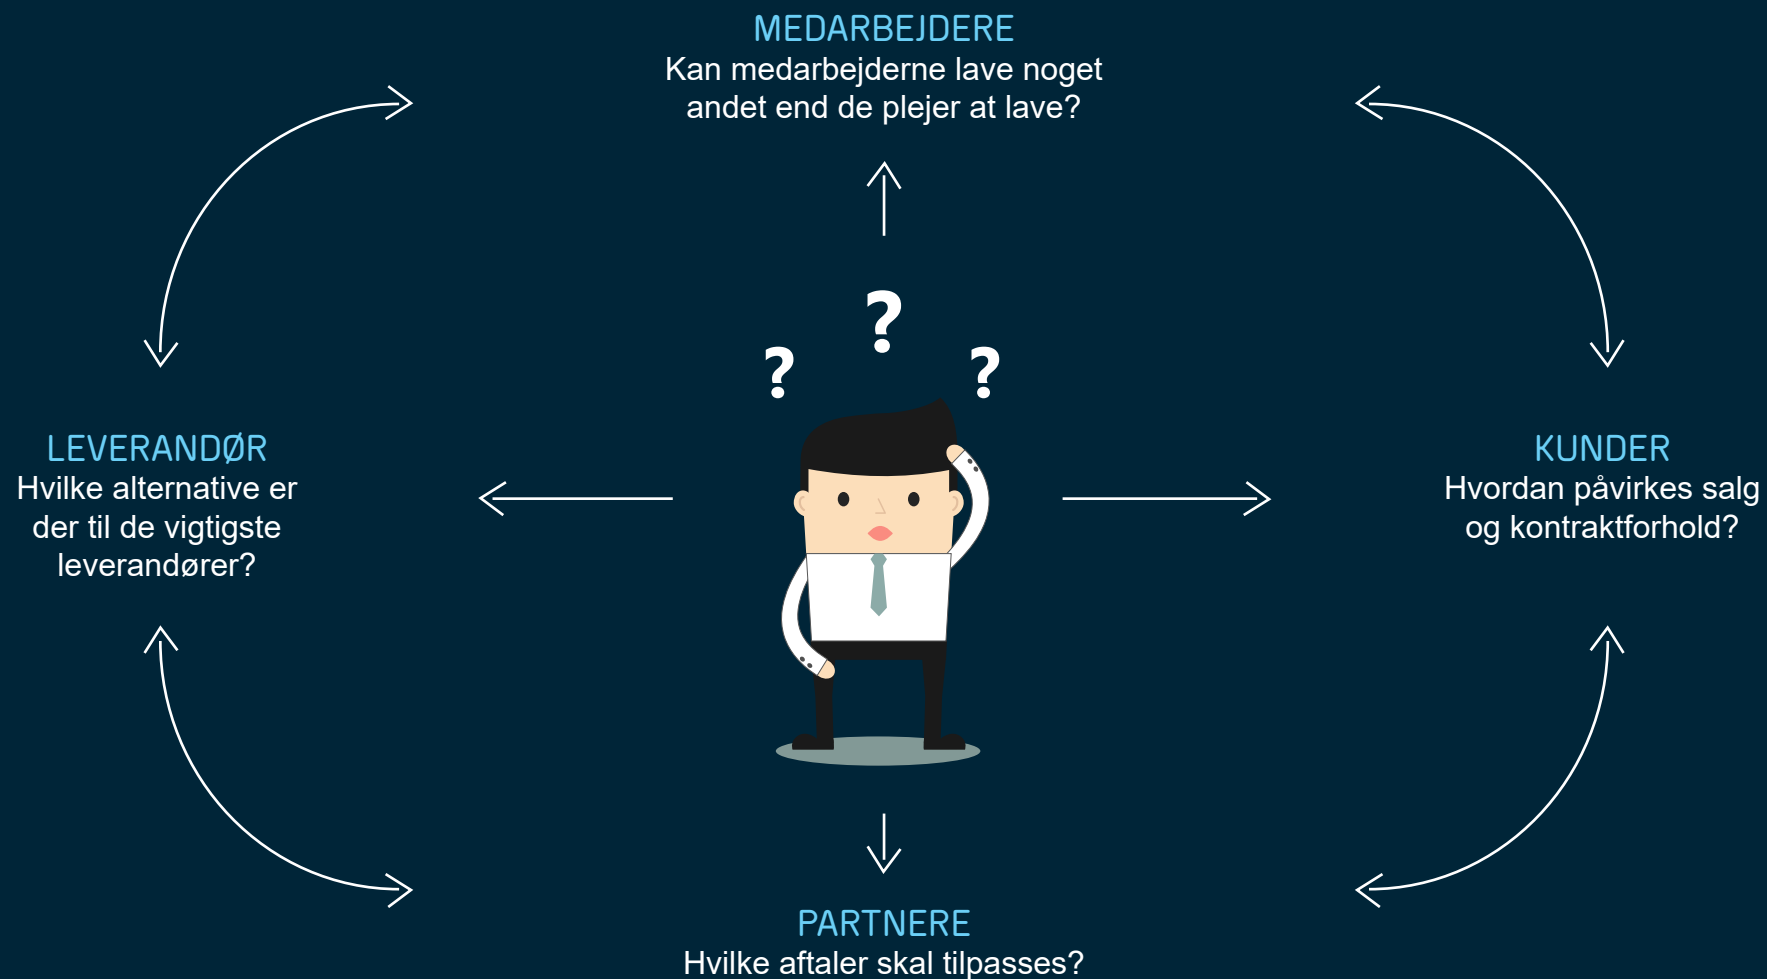 MEDARBEJDERE
Kan medarbejderne lave noget
andet end de plejer at lave?
?
? ?
LEVERANDØR
Hvilke alternative er
der til de vigtigste
leverandører?
KUNDER
Hvordan påvirkes salg
og kontraktforhold?
PARTNERE
Hvilke aftaler skal tilpasses?